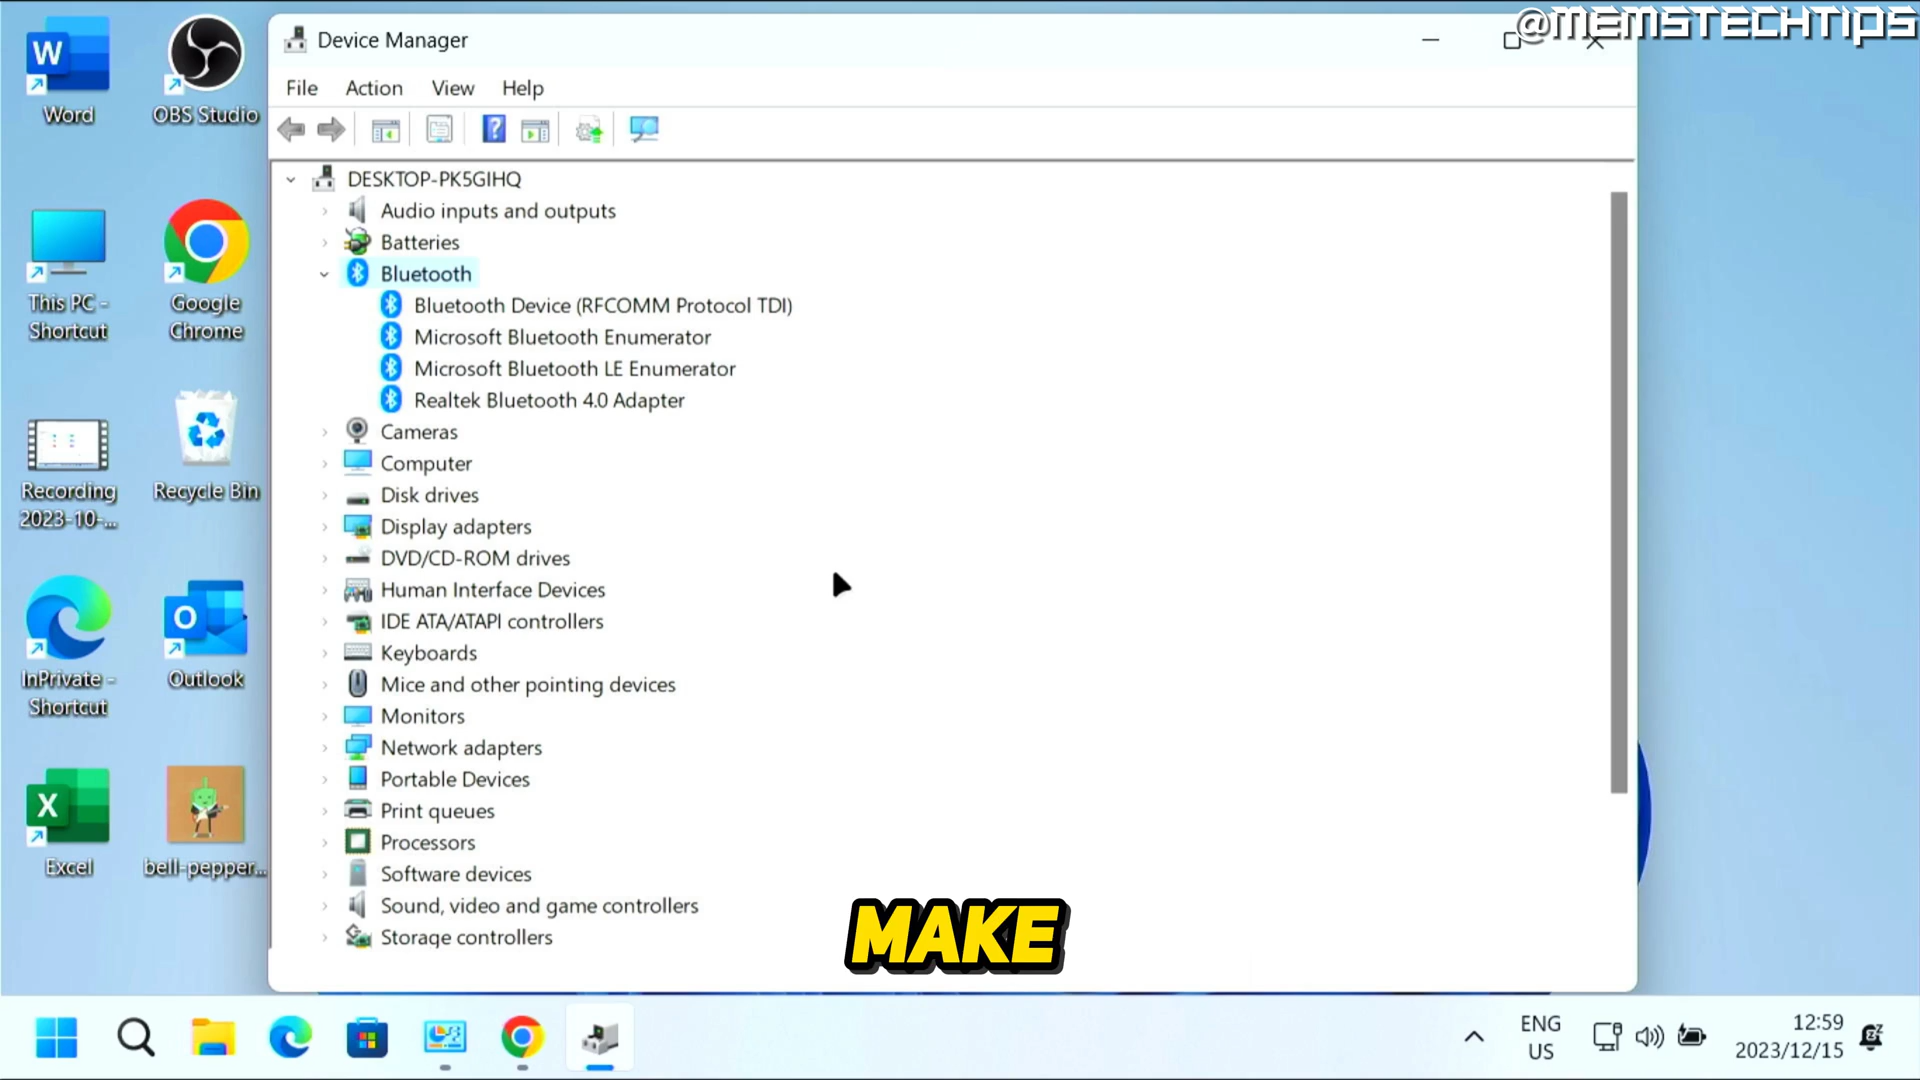 @MEMSTECHTIPS
Device Manager
File Action View Help
DESKTOP-PK5GIHQ
Audio inputs and outputs
Batteries
Bluetooth
Bluetooth Device (RFCOMM Protocol TDI)
Microsoft Bluetooth Enumerator
Microsoft Bluetooth LE Enumerator
Realtek Bluetooth 4.0 Adapter
Cameras
Computer
Disk drives
Display adapters
DVD/CD-ROM drives
Human Interface Devices
IDE ATA/ATAPI controllers
Keyboards
Mice and other pointing devices
Monitors
Network adapters
Portable Devices
Print queues
Processors
Software devices
Sound, video and game controllers
Storage controllers
Word
OBS Studio
This PC -
Shortcut
Google
Chrome
Recording
2023-10-...
Recycle Bin
InPrivate -
Shortcut
Outlook
Excel
bell-pepper...
MAKE
ENG
US
12:59
2023/12/15